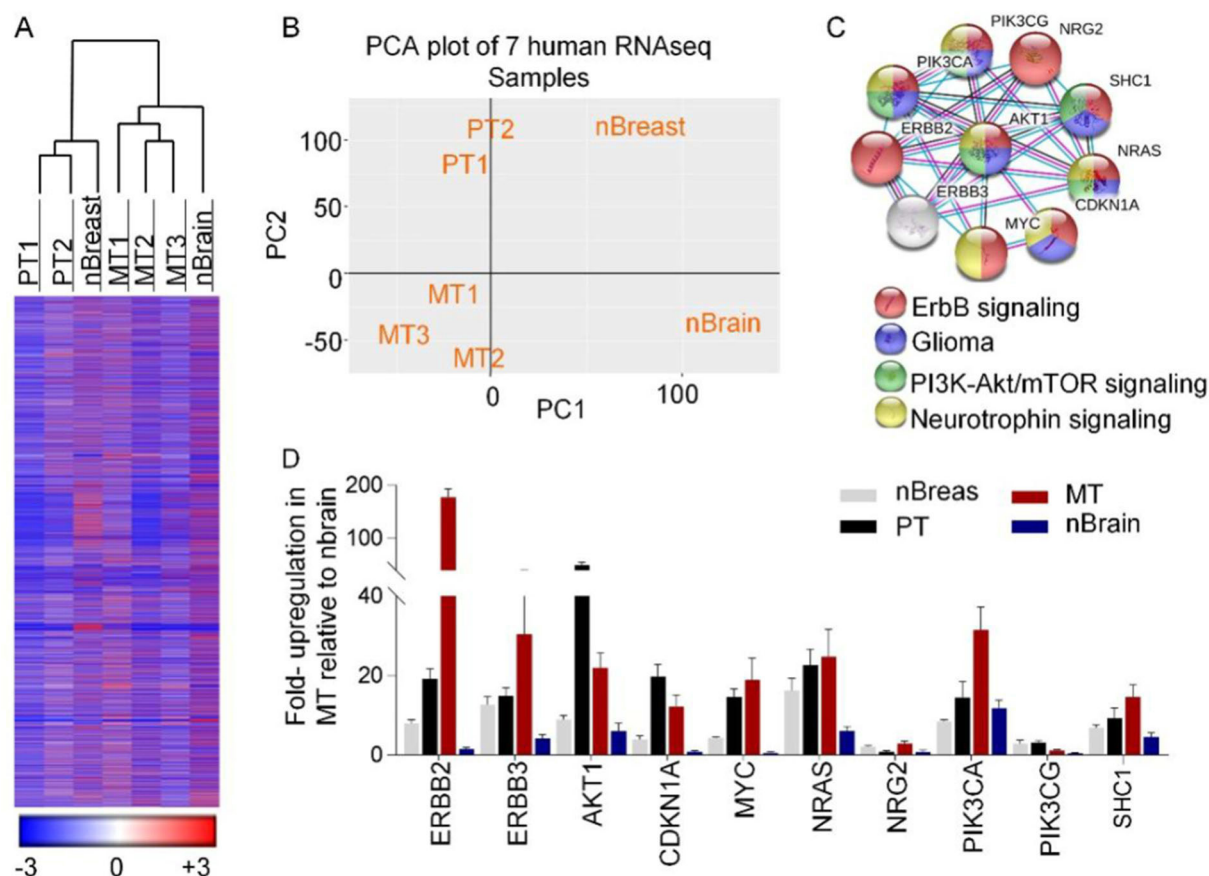 A
PT1
PT2
nBreast
MT1
MT2
MT3
nBrain
-3
0
+3
B
PCA plot of 7 human RNAseq
Samples
PC2
100
50
0
-50
PT2
nBreast
PT1
MT1
MT3
MT2
nBrain
0
100
PC1
C
PIK3CG
NRG2
PIK3CA
SHC1
ERBB2
AKT1
NRAS
ERBB3
CDKN1A
MYC
ErbB signaling
Glioma
PI3K-Akt/mTOR signaling
Neurotrophin signaling
D
Fold- upregulation in
MT relative to nbrain
200
100
40
20
0
nBreas
PT
MT
nBrain
ERBB2
ERBB3
AKT1
CDKN1A
MYC
NRAS
NRG2
PIK3CA
PIK3CG
SHC1